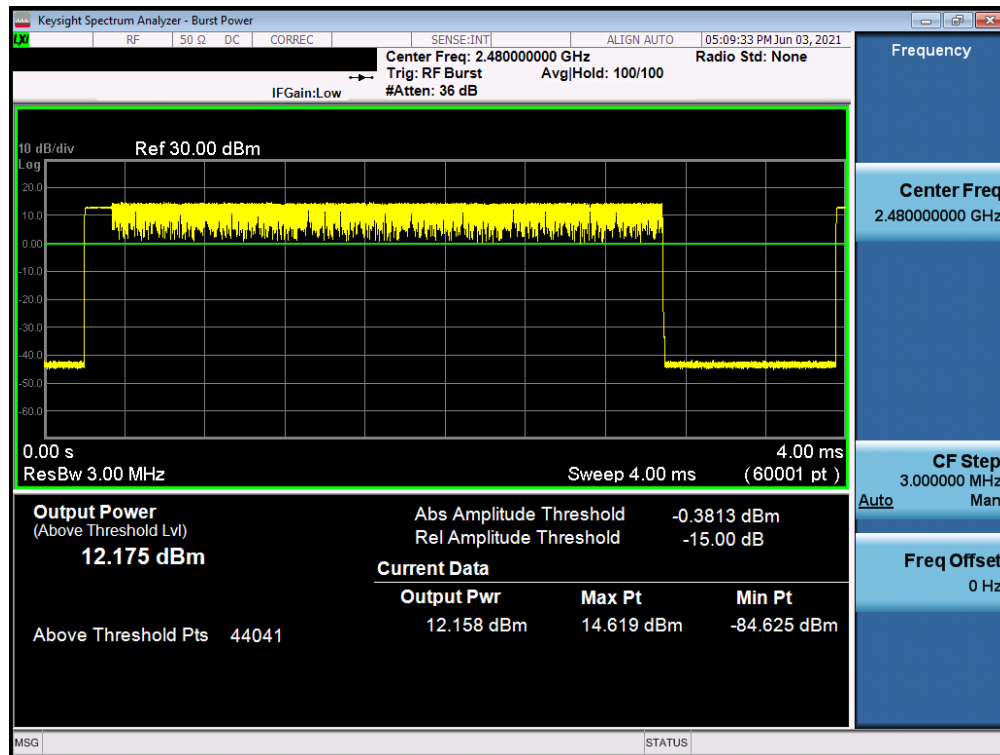 Keysight Spectrum Analyzer - Burst Power
LXI RF 50 Ω DC CORREC SENSE:INT ALIGN AUTO 05:09:33 PM Jun 03, 2021
Center Freq: 2.480000000 GHz Radio Std: None
Trig: RF Burst Avg|Hold: 100/100
IFGain:Low #Atten: 36 dB
Frequency
10 dB/div Ref 30.00 dBm
Log
20.0
10.0
0.00
-10.0
-20.0
-30.0
-40.0
-50.0
-60.0
0.00 s 4.00 ms
ResBw 3.00 MHz Sweep 4.00 ms (60001 pt)
Center Freq
2.480000000 GHz
CF Step
3.000000 MHz
Auto Man
Freq Offset
0 Hz
Output Power
(Above Threshold Lvl)
12.175 dBm
Above Threshold Pts 44041
Abs Amplitude Threshold -0.3813 dBm
Rel Amplitude Threshold -15.00 dB
Current Data
Output Pwr Max Pt Min Pt
12.158 dBm 14.619 dBm -84.625 dBm
MSG STATUS